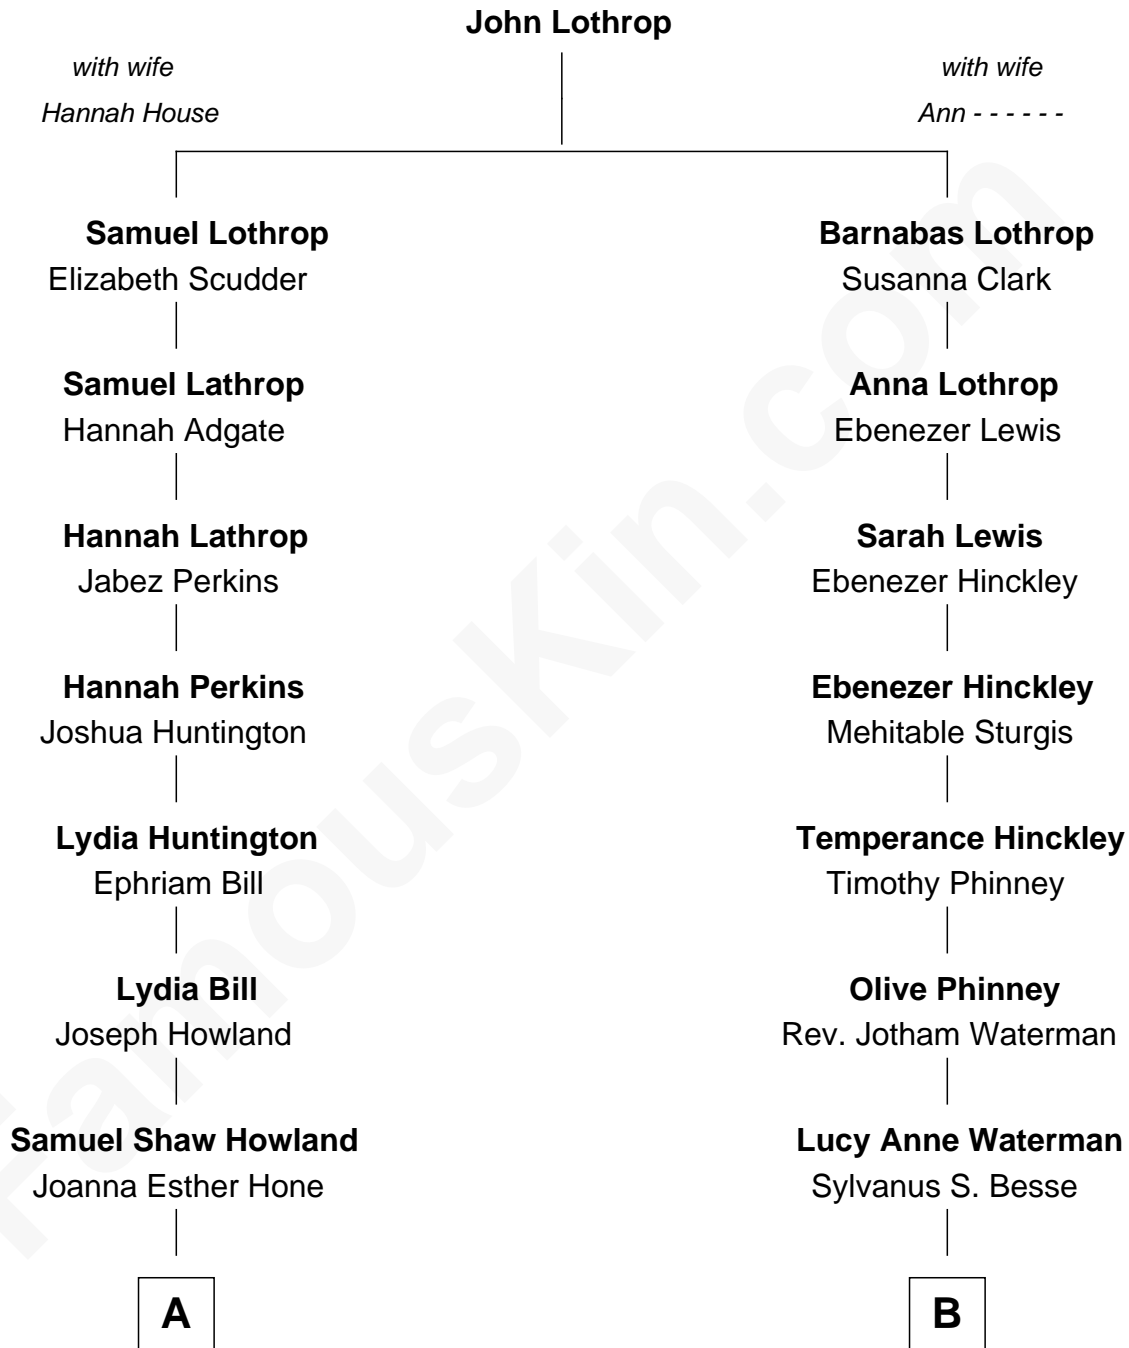 John Lothrop
with wife
Hannah House
with wife
Ann - - - - - -
Samuel Lothrop
Elizabeth Scudder
Samuel Lathrop
Hannah Adgate
Hannah Lathrop
Jabez Perkins
Hannah Perkins
Joshua Huntington
Lydia Huntington
Ephriam Bill
Lydia Bill
Joseph Howland
Samuel Shaw Howland
Joanna Esther Hone
A
Barnabas Lothrop
Susanna Clark
Anna Lothrop
Ebenezer Lewis
Sarah Lewis
Ebenezer Hinckley
Ebenezer Hinckley
Mehitable Sturgis
Temperance Hinckley
Timothy Phinney
Olive Phinney
Rev. Jotham Waterman
Lucy Anne Waterman
Sylvanus S. Besse
B
FamousKin.com